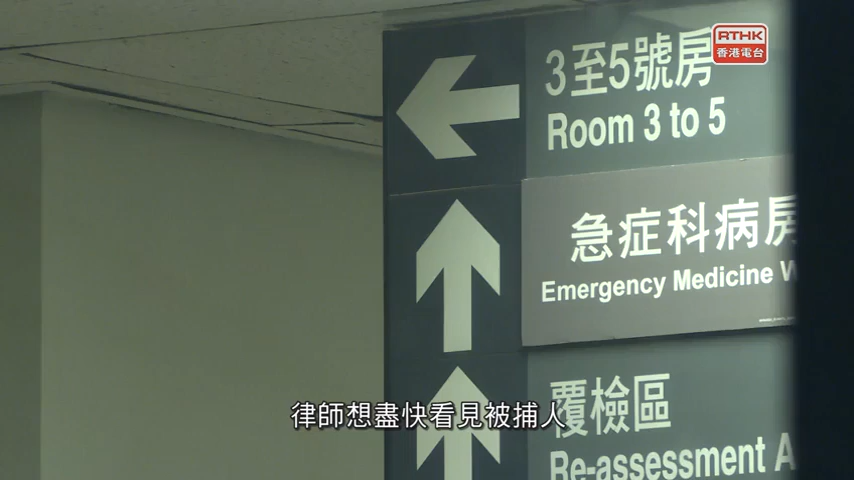 RTHK
香港電台
3至5號房
Room 3 to 5
急症科病房
Emergency Medicine
覆檢區
Re-assessment
律師想盡快看見被捕人